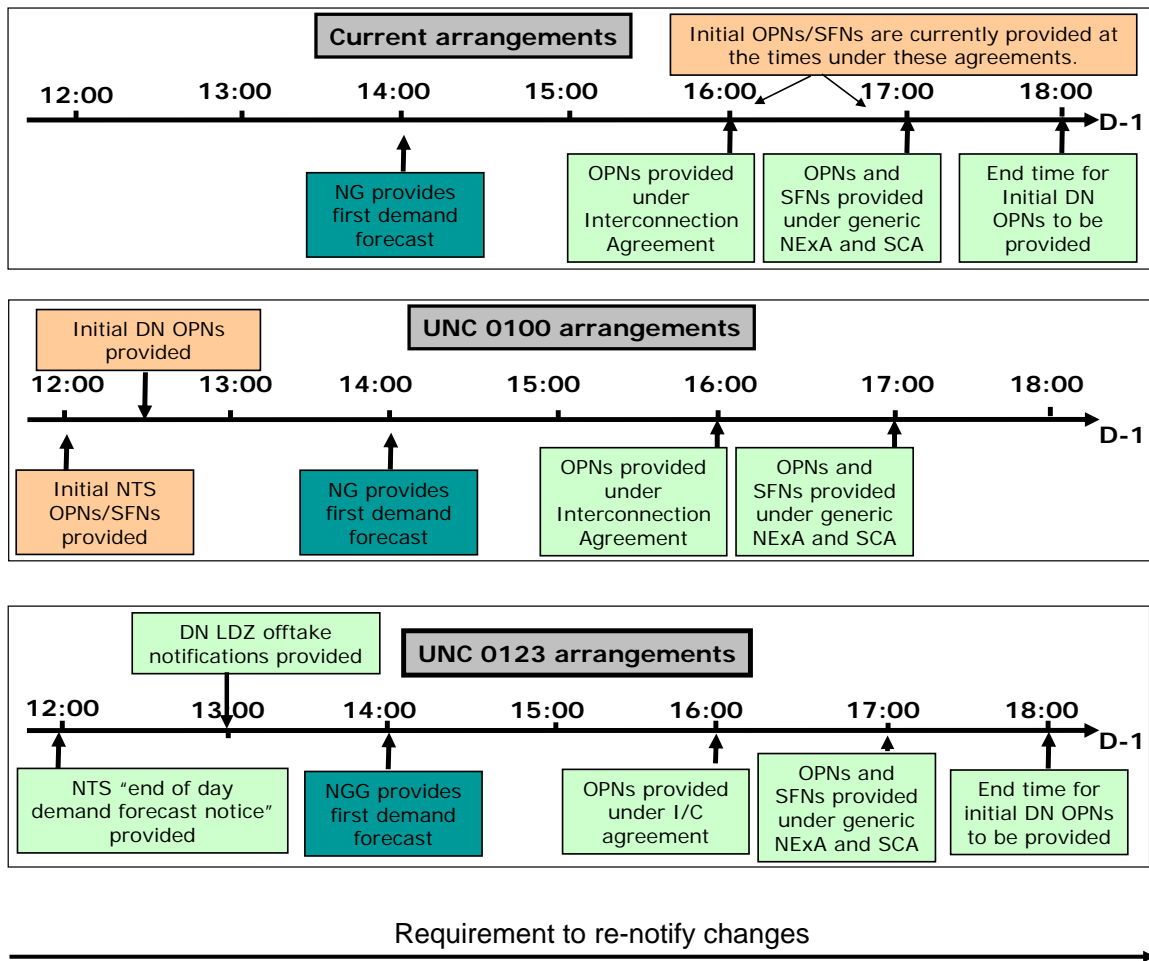 Current arrangements
Initial OPNs/SFNs are currently provided at
the times under these agreements.
12:00
13:00
14:00
15:00
16:00
17:00
18:00
D-1
NG provides
first demand
forecast
OPNs provided
under
Interconnection
Agreement
OPNs and
SFNs provided
under generic
NExA and SCA
End time for
Initial DN
OPNs to be
provided
Initial DN OPNs
provided
UNC 0100 arrangements
12:00
13:00
14:00
15:00
16:00
17:00
18:00
D-1
Initial NTS
OPNs/SFNs
provided
NG provides
first demand
forecast
OPNs provided
under
Interconnection
Agreement
OPNs and
SFNs provided
under generic
NExA and SCA
DN LDZ offtake
notifications provided
UNC 0123 arrangements
12:00
13:00
14:00
15:00
16:00
17:00
18:00
D-1
NTS “end of day
demand forecast notice”
provided
NGG provides
first demand
forecast
OPNs provided
under I/C
agreement
OPNs and
SFNs provided
under generic
NExA and SCA
End time for
initial DN OPNs
to be provided
Requirement to re-notify changes